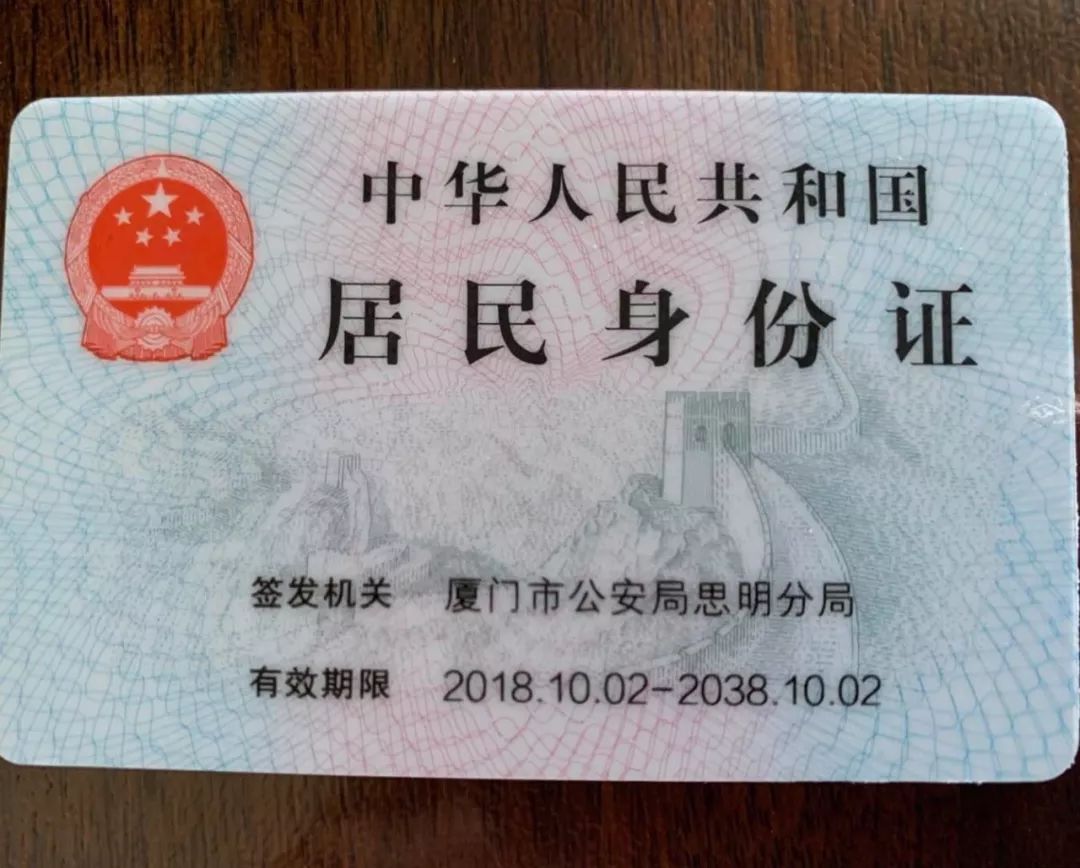 中华人民共和国
居民身份证
签发机关 厦门市公安局思明分局
有效期限 2018.10.02-2038.10.02